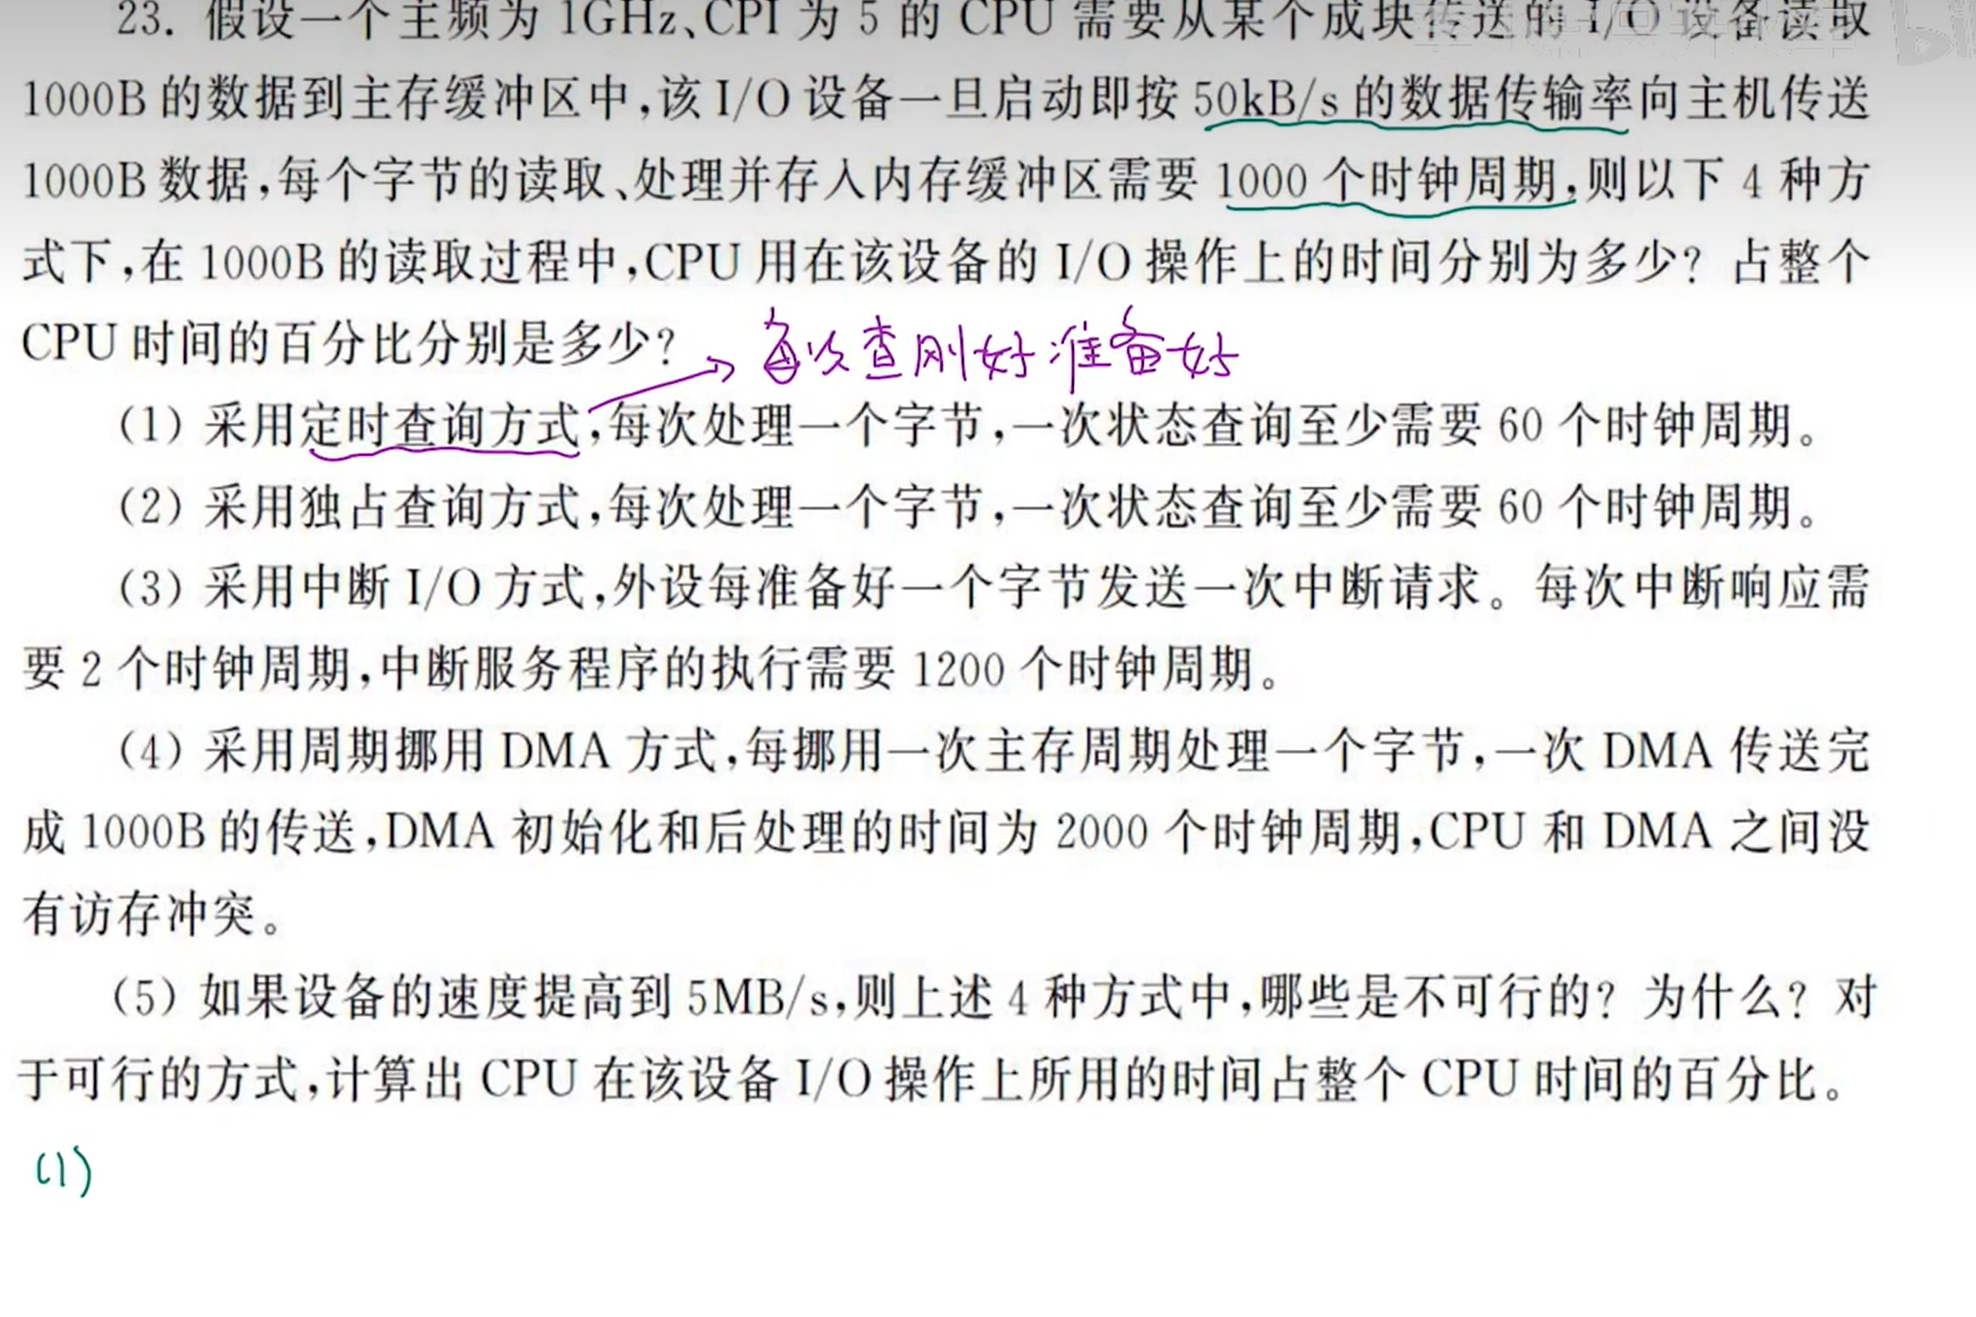 23. 假设一个主频为 1GHz、CPI 为 5 的 CPU 需要从某个成块传送的 I/O 设备读取
1000B 的数据到主存缓冲区中,该 I/O 设备一旦启动即按 50kB/s 的数据传输率向主机传送
1000B 数据,每个字节的读取、处理并存入内存缓冲区需要 1000 个时钟周期,则以下 4 种方
式下,在 1000B 的读取过程中,CPU 用在该设备的 I/O 操作上的时间分别为多少？占整个
CPU 时间的百分比分别是多少？
每次查刚好准备好
(1) 采用定时查询方式,每次处理一个字节,一次状态查询至少需要 60 个时钟周期。
(2) 采用独占查询方式,每次处理一个字节,一次状态查询至少需要 60 个时钟周期。
(3) 采用中断 I/O 方式,外设每准备好一个字节发送一次中断请求。每次中断响应需
要 2 个时钟周期,中断服务程序的执行需要 1200 个时钟周期。
(4) 采用周期挪用 DMA 方式,每挪用一次主存周期处理一个字节,一次 DMA 传送完
成 1000B 的传送,DMA 初始化和后处理的时间为 2000 个时钟周期,CPU 和 DMA 之间没
有访存冲突。
(5) 如果设备的速度提高到 5MB/s,则上述 4 种方式中,哪些是不可行的？为什么？对
于可行的方式,计算出 CPU 在该设备 I/O 操作上所用的时间占整个 CPU 时间的百分比。
(1)